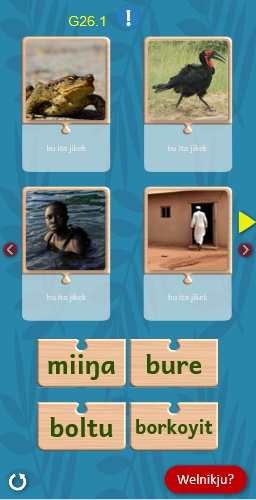 G26.1 !
bu ita jikek
bu ita jikek
bu ita jikek
bu ita jikek
miiŋa
bure
boltu
borkoyit
Welnikju?